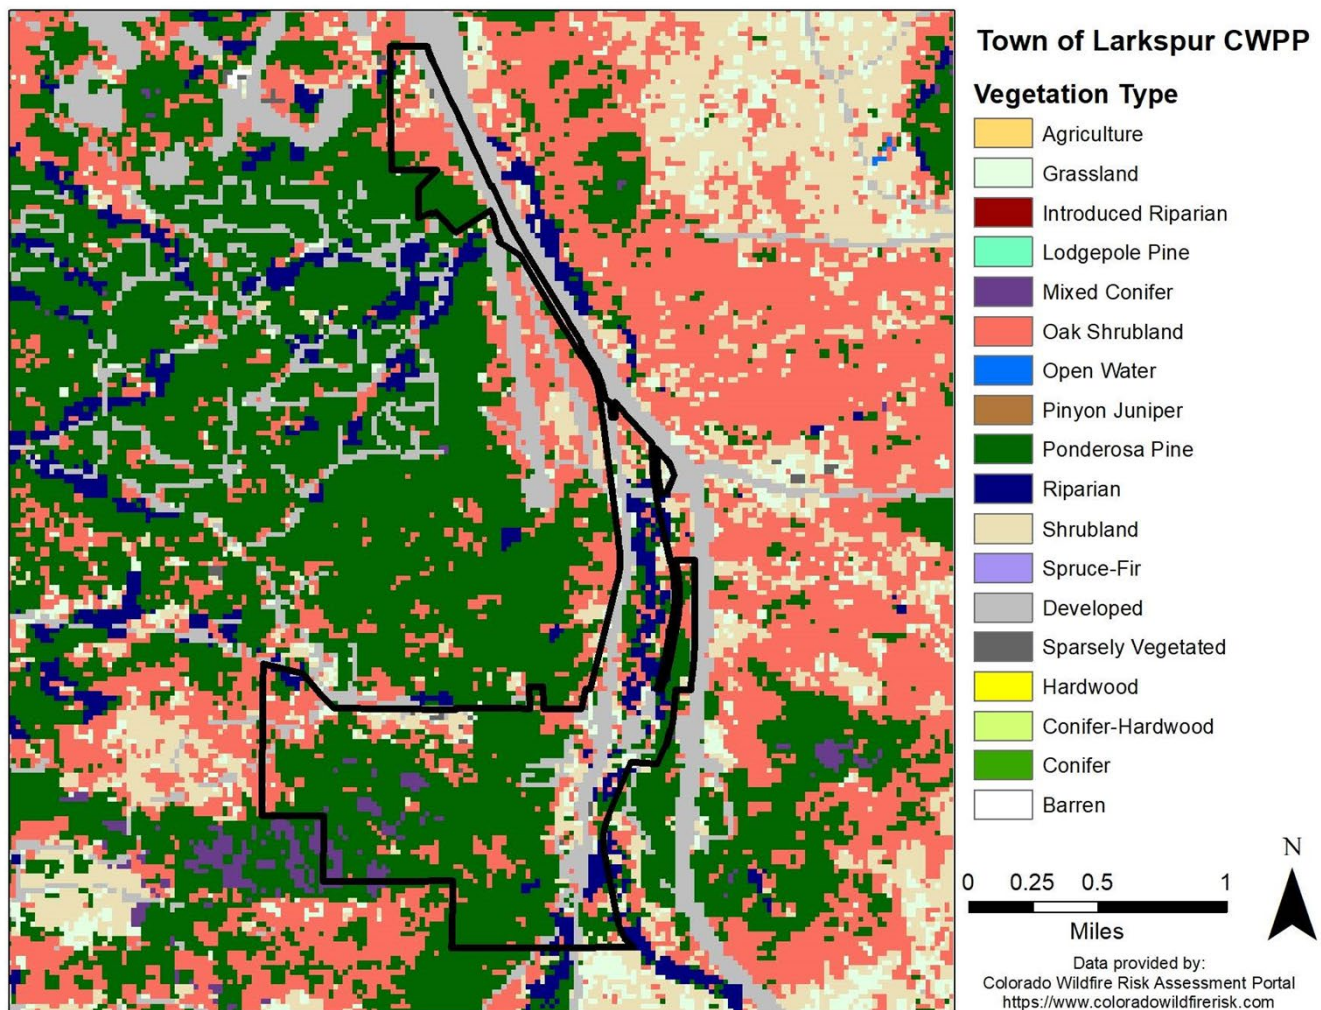 Town of Larkspur CWPP
Vegetation Type
Agriculture
Grassland
Introduced Riparian
Lodgepole Pine
Mixed Conifer
Oak Shrubland
Open Water
Pinyon Juniper
Ponderosa Pine
Riparian
Shrubland
Spruce-Fir
Developed
Sparsely Vegetated
Hardwood
Conifer-Hardwood
Conifer
Barren
N
0 0.25 0.5 1
Miles
Data provided by:
Colorado Wildfire Risk Assessment Portal
https://www.coloradowildfirerisk.com